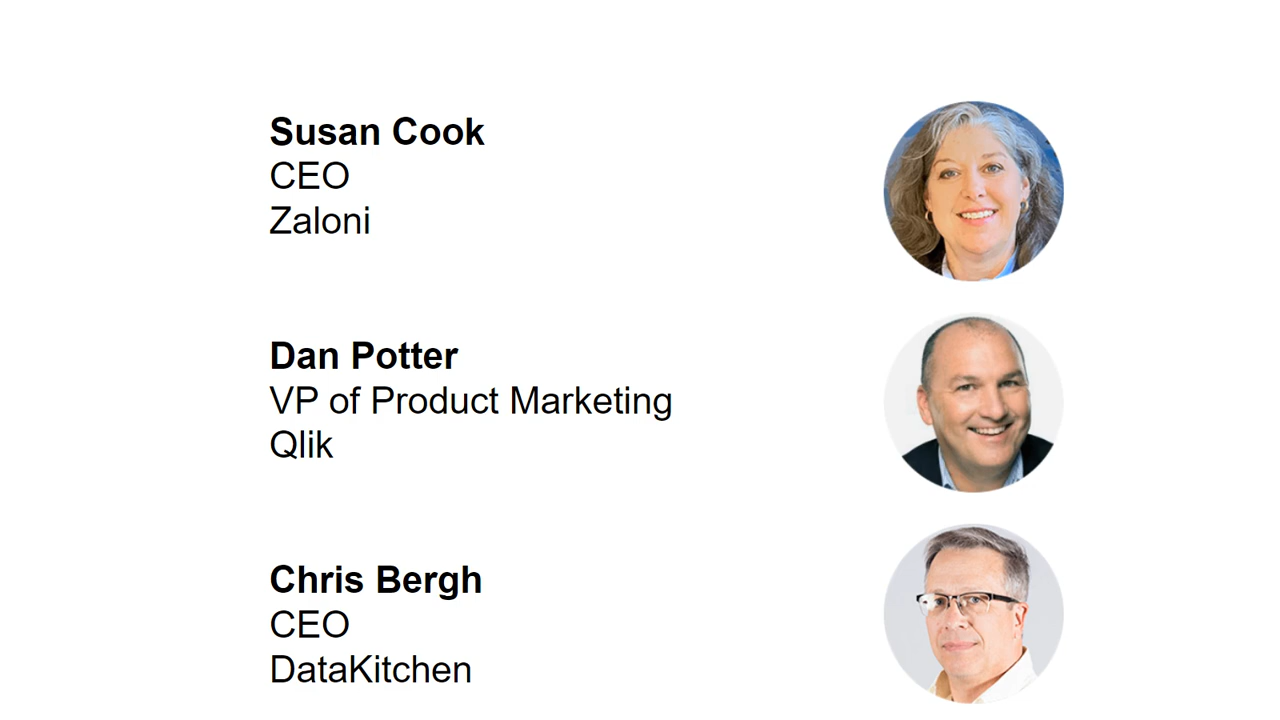 Susan Cook
CEO
Zaloni
Dan Potter
VP of Product Marketing
Qlik
Chris Bergh
CEO
DataKitchen